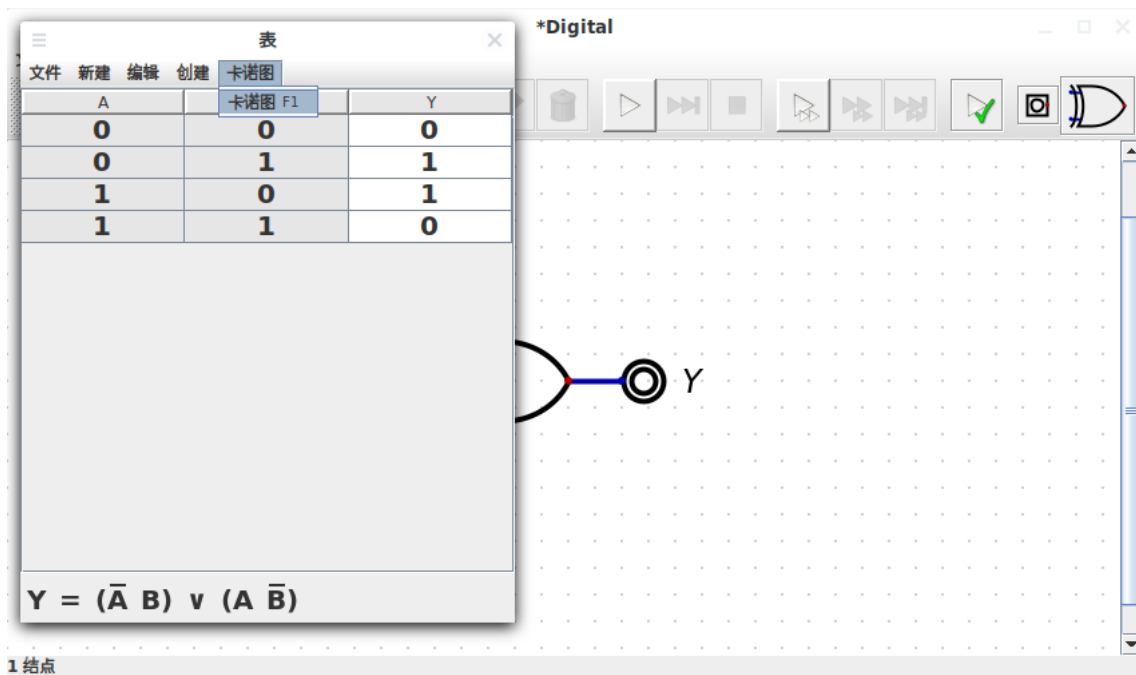 *Digital
表
文件 新建 编辑 创建 卡诺图
卡诺图 F1
A Y
0 0 0
0 1 1
1 0 1
1 1 0
Y
Y = (A̅ B) ∨ (A B̅)
1 结点